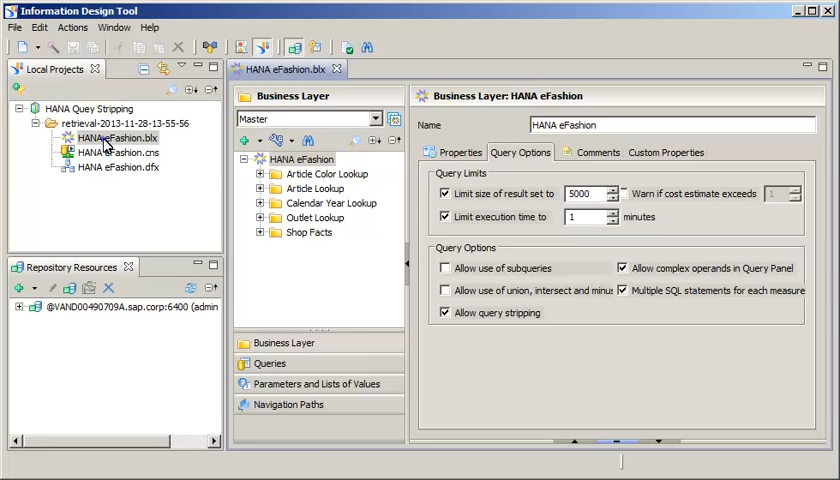 Information Design Tool
File Edit Actions Window Help
Local Projects
HANA Quey Stripping
retrieval-2013-11-28-13-55-56
HANA eFashion.blx
HANA eFashion.cns
HANA eFashion.dfx
Repository Resources
@VAND00490709A.sap.corp:6400 (admin
HANA eFashion.blx
Business Layer
Master
HANA eFashion
Article Color Lookup
Article Lookup
Calendar Year Lookup
Outlet Lookup
Shop Facts
Business Layer
Queries
Parameters and Lists of Values
Navigation Paths
Business Layer: HANA eFashion
Name HANA eFashion
Properties Query Options Comments Custom Properties
Query Limits
Limit size of result set to 5000 Warn if cost estimate exceeds 1
Limit execution time to 1 minutes
Query Options
Allow use of subqueries Allow complex operands in Query Panel
Allow use of union, intersect and minus Multiple SQL statements for each measure
Allow query stripping